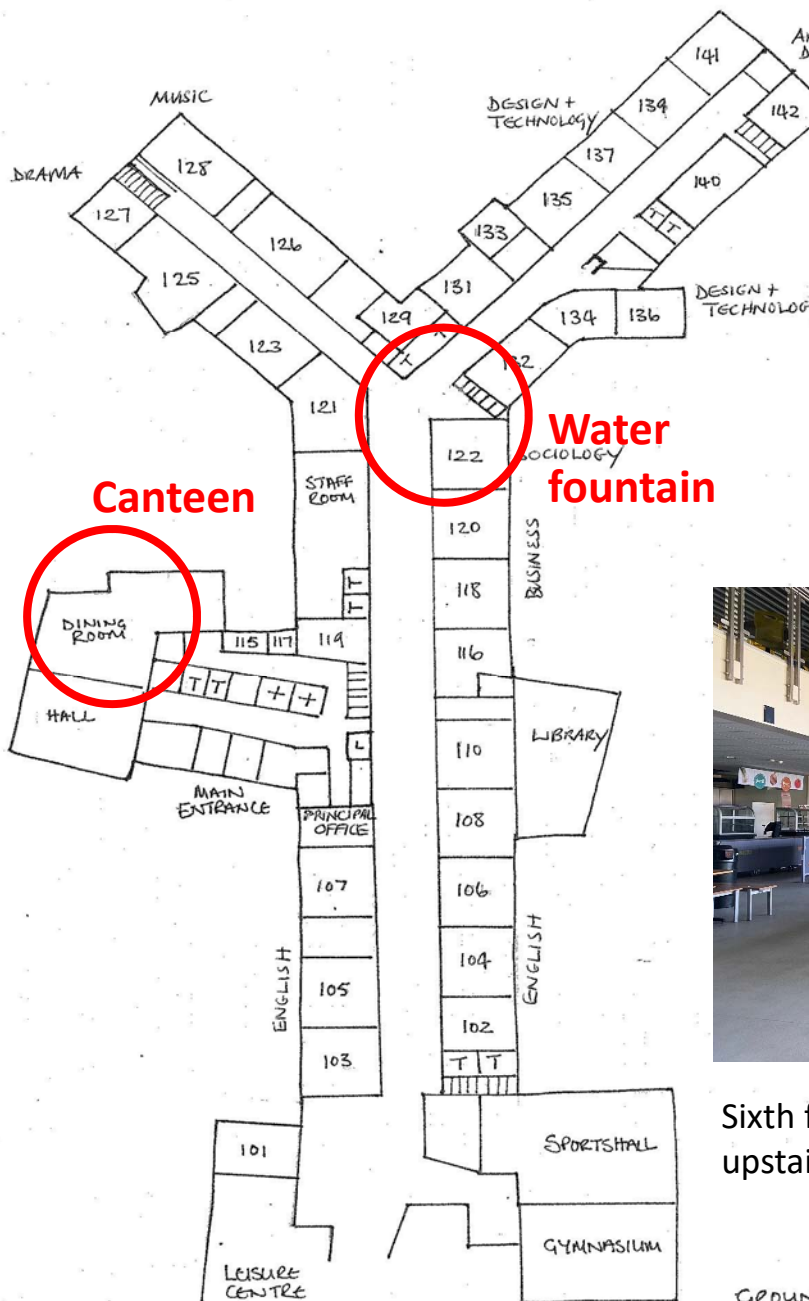 141
142
MUSIC
DESIGN +
TECHNOLOGY
139
137
128
140
DRAMA
135
T T
127
133
126
125
131
129
134
136
DESIGN +
123
132
T
121
122
SOCIOLOGY
Water
fountain
STAFF
ROOM
Canteen
120
BUSINESS
118
T
T
DINING
ROOM
115
117
119
116
T T
HALL
LIBRARY
110
L
MAIN
ENTRANCE
PRINCIPAL
OFFICE
108
107
106
ENGLISH
104
ENGLISH
105
102
103
T T
101
SPORTSHALL
Sixth
GYMNASIUM
LEISURE
CENTRE